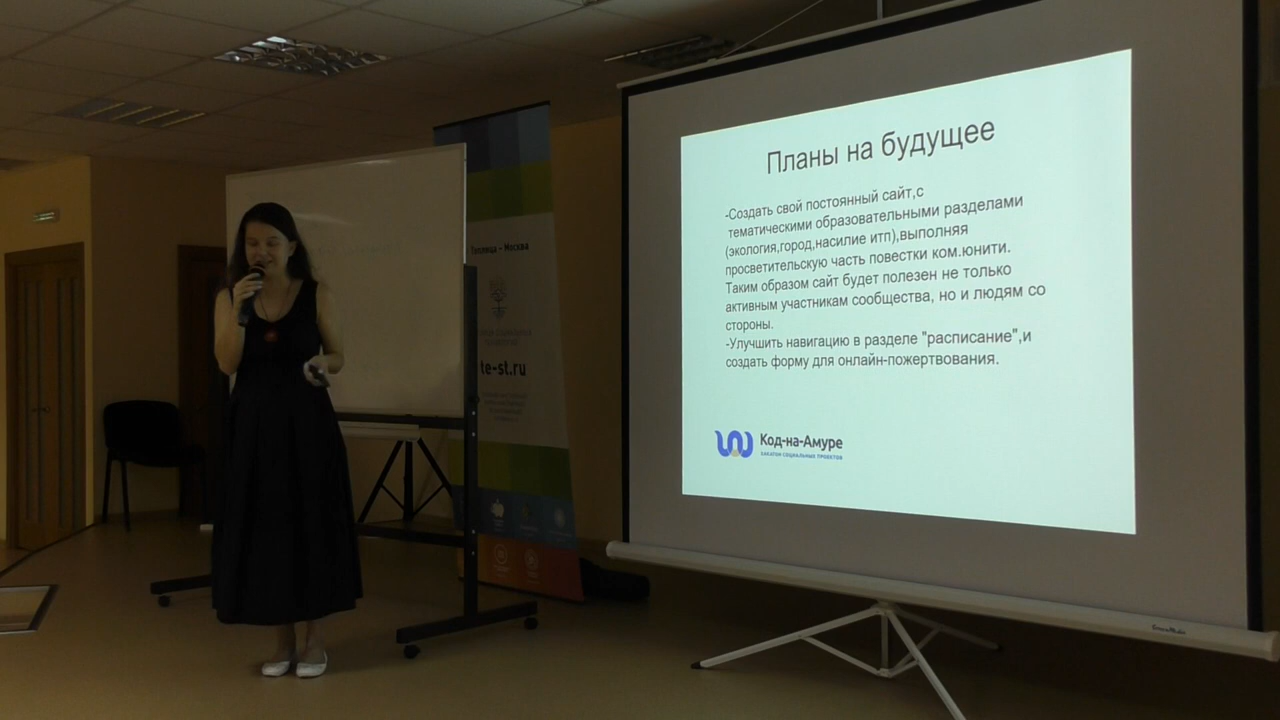 Планы на будущее
-Создать свой постоянный сайт,с
тематическими образовательными разделами
(экология,город,насилие итп),выполняя
просветительскую часть повестки ком.юнити.
Таким образом сайт будет полезен не только
активным участникам сообщества, но и людям со
стороны.
-Улучшить навигацию в разделе "расписание",и
создать форму для онлайн-пожертвования.
Код-на-Амуре
ХАКАТОН СОЦИАЛЬНЫХ ПРОЕКТОВ
Теплица - Москва
te-st.ru